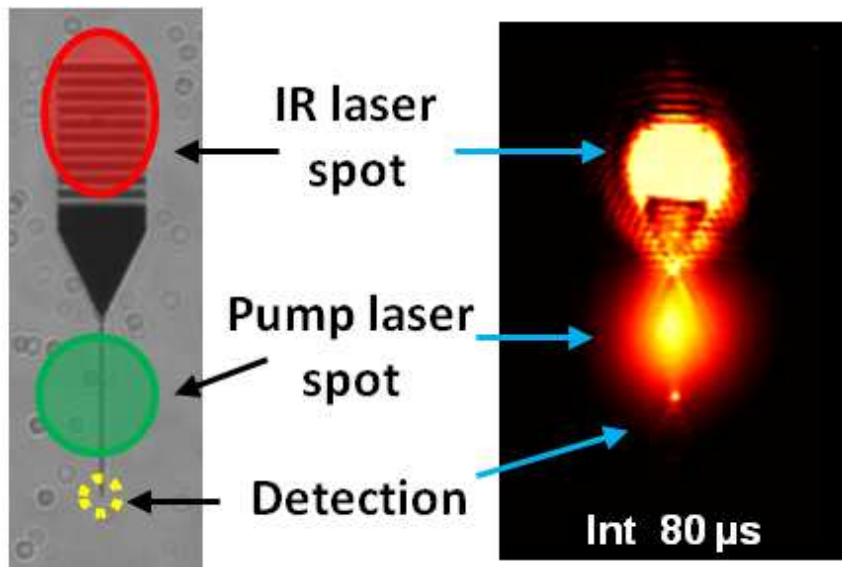 IR laser
spot
Pump laser
spot
Detection
Int 80 µs